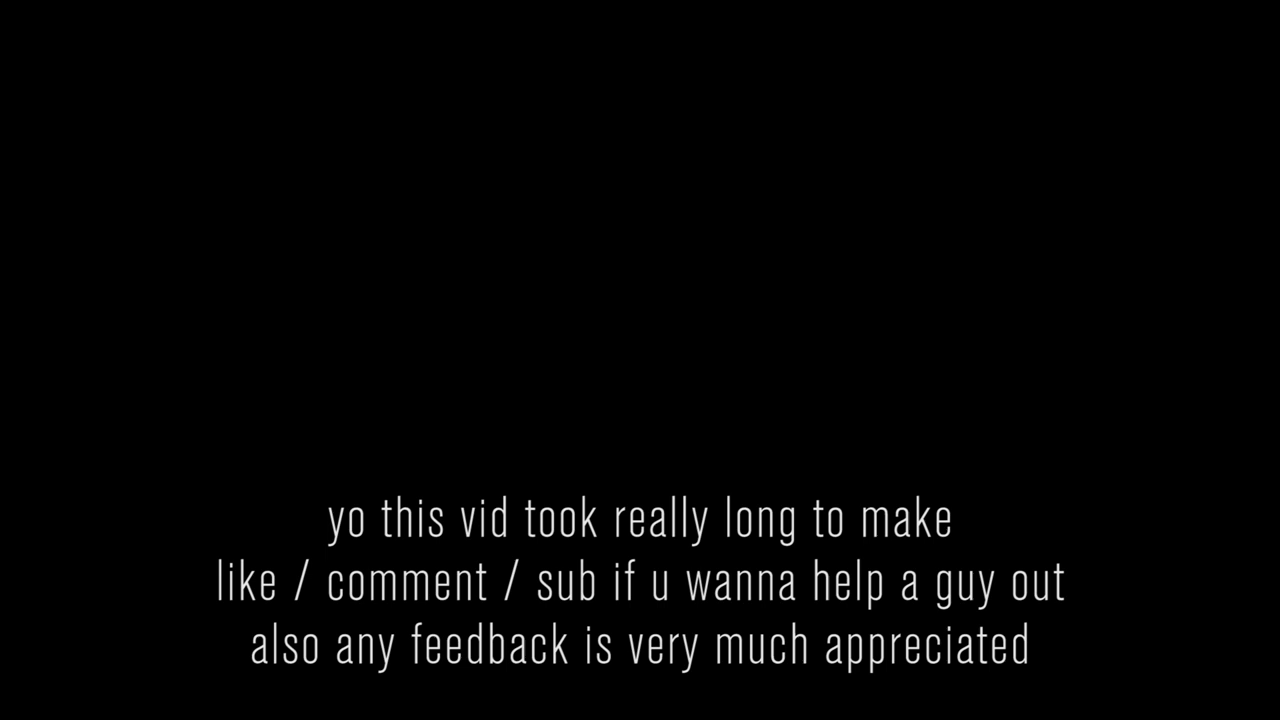 yo this vid took really long to make
like / comment / sub if u wanna help a guy out
also any feedback is very much appreciated